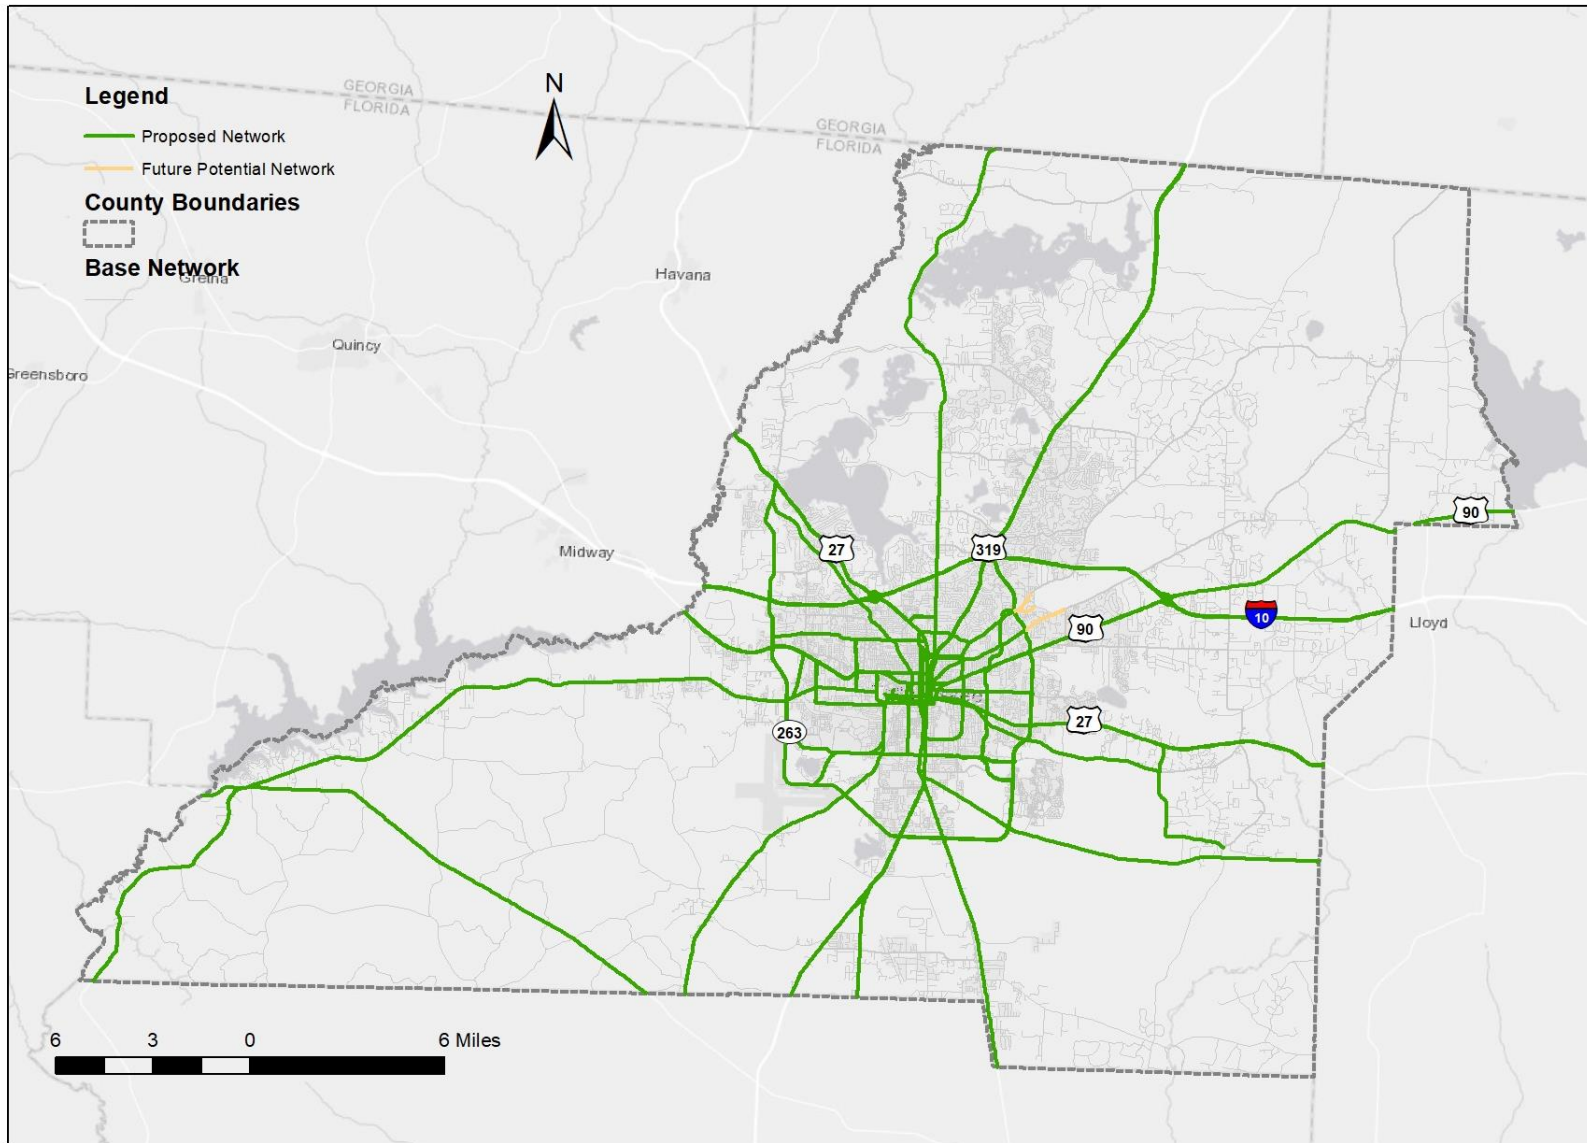 GEORGIA
FLORIDA
N
Legend
Proposed Network
Future Potential Network
County Boundaries
Base Network
Gretna
GEORGIA
FLORIDA
Havana
Quincy
Greensboro
90
Midway
27
319
10
Lloyd
90
27
263
6 3 0 6 Miles